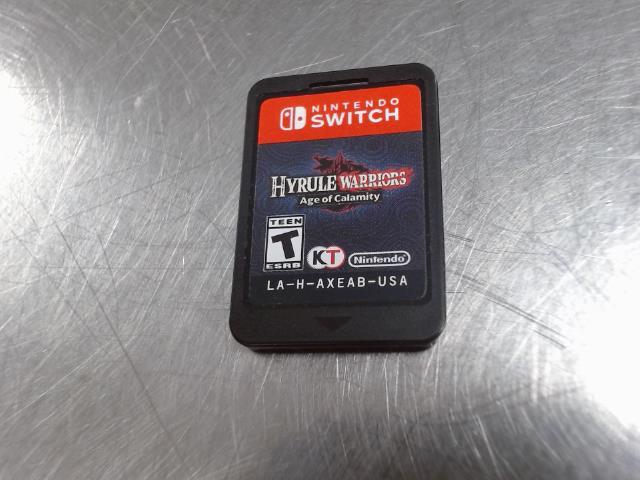 NINTENDO
SWITCH
HYRULE WARRIORS
Age of Calamity
TEEN
T
ESRB
KT
Nintendo
LA-H-AXEAB-USA